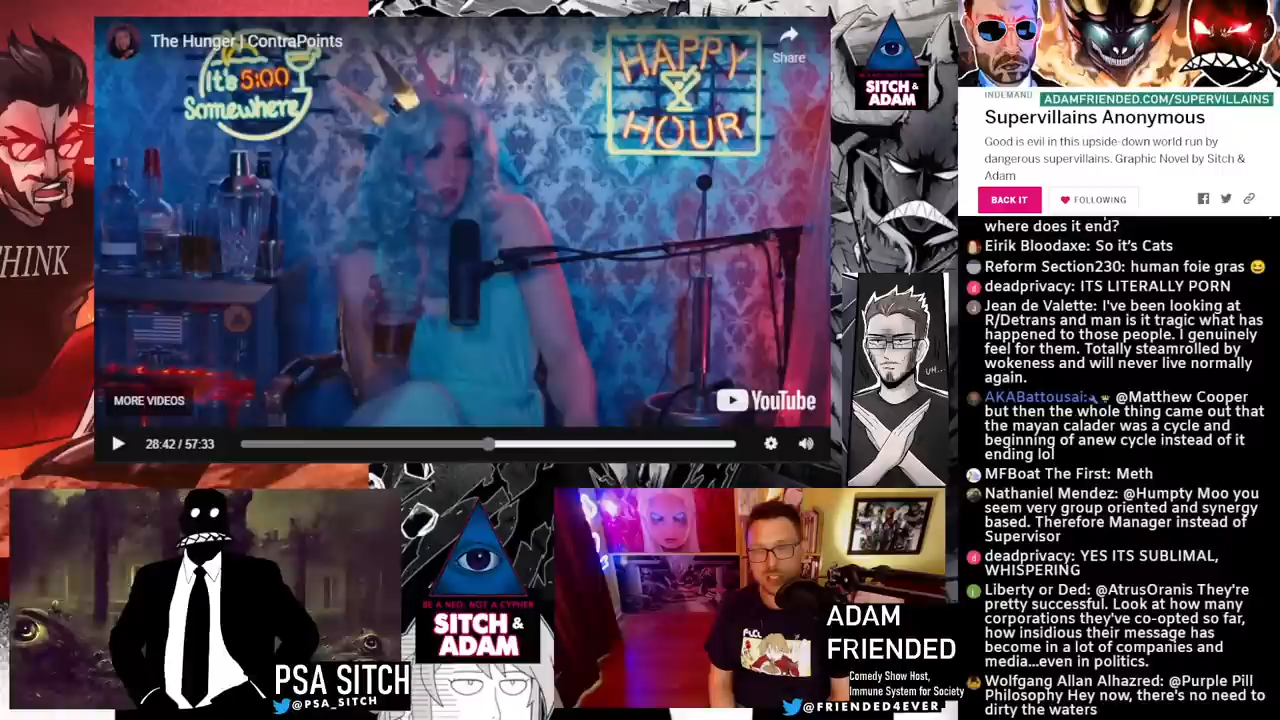 The Hunger | ContraPoints
Share
It's 5:00
Somewhere
HAPPY
HOUR
MORE VIDEOS
YouTube
28:42 / 57:33
THINK
SITCH &
ADAM
UH..
BE A NEO, NOT A CYPHER
SITCH &
ADAM
PSA SITCH
@PSA_SITCH
ADAM
FRIENDED
Comedy Show Host,
Immune System for Society
@FRIENDED4EVER
INDEMAND
ADAMFRIENDED.COM/SUPERVILLAINS
Supervillains Anonymous
Good is evil in this upside-down world run by
dangerous supervillains. Graphic Novel by Sitch &
Adam
BACK IT
FOLLOWING
where does it end?
Eirik Bloodaxe: So it's Cats
Reform Section230: human foie gras 😆
deadprivacy: ITS LITERALLY PORN
Jean de Valette: I've been looking at
R/Detrans and man is it tragic what has
happened to those people. I genuinely
feel for them. Totally steamrolled by
wokeness and will never live normally
again.
AKABattousai: @Matthew Cooper
but then the whole thing came out that
the mayan calader was a cycle and
beginning of anew cycle instead of it
ending lol
MFBoat The First: Meth
Nathaniel Mendez: @Humpty Moo you
seem very group oriented and synergy
based. Therefore Manager instead of
Supervisor
deadprivacy: YES ITS SUBLIMAL,
WHISPERING
Liberty or Ded: @AtrusOranis They're
pretty successful. Look at how many
corporations they've co-opted so far,
how insidious their message has
become in a lot of companies and
media...even in politics.
Wolfgang Allan Alhazred: @Purple Pill
Philosophy Hey now, there's no need to
dirty the waters